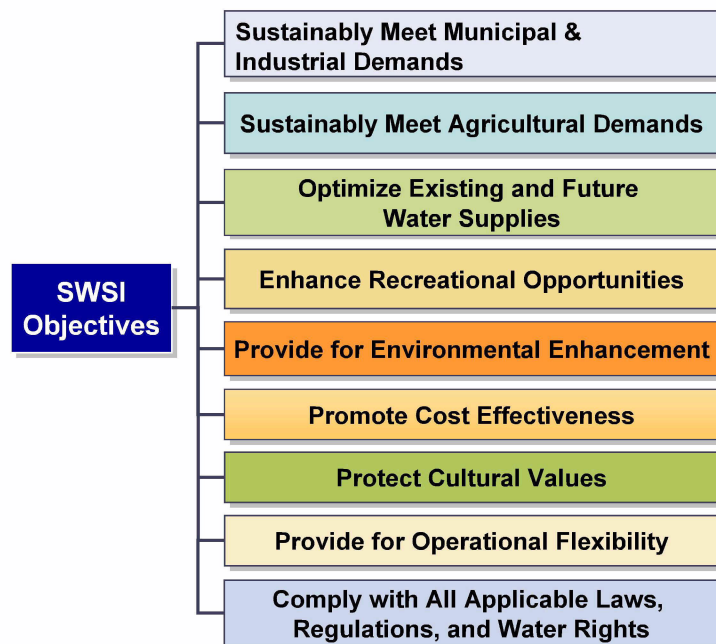 SWSI
Objectives
Sustainably Meet Municipal &
Industrial Demands
Sustainably Meet Agricultural Demands
Optimize Existing and Future
Water Supplies
Enhance Recreational Opportunities
Provide for Environmental Enhancement
Promote Cost Effectiveness
Protect Cultural Values
Provide for Operational Flexibility
Comply with All Applicable Laws,
Regulations, and Water Rights